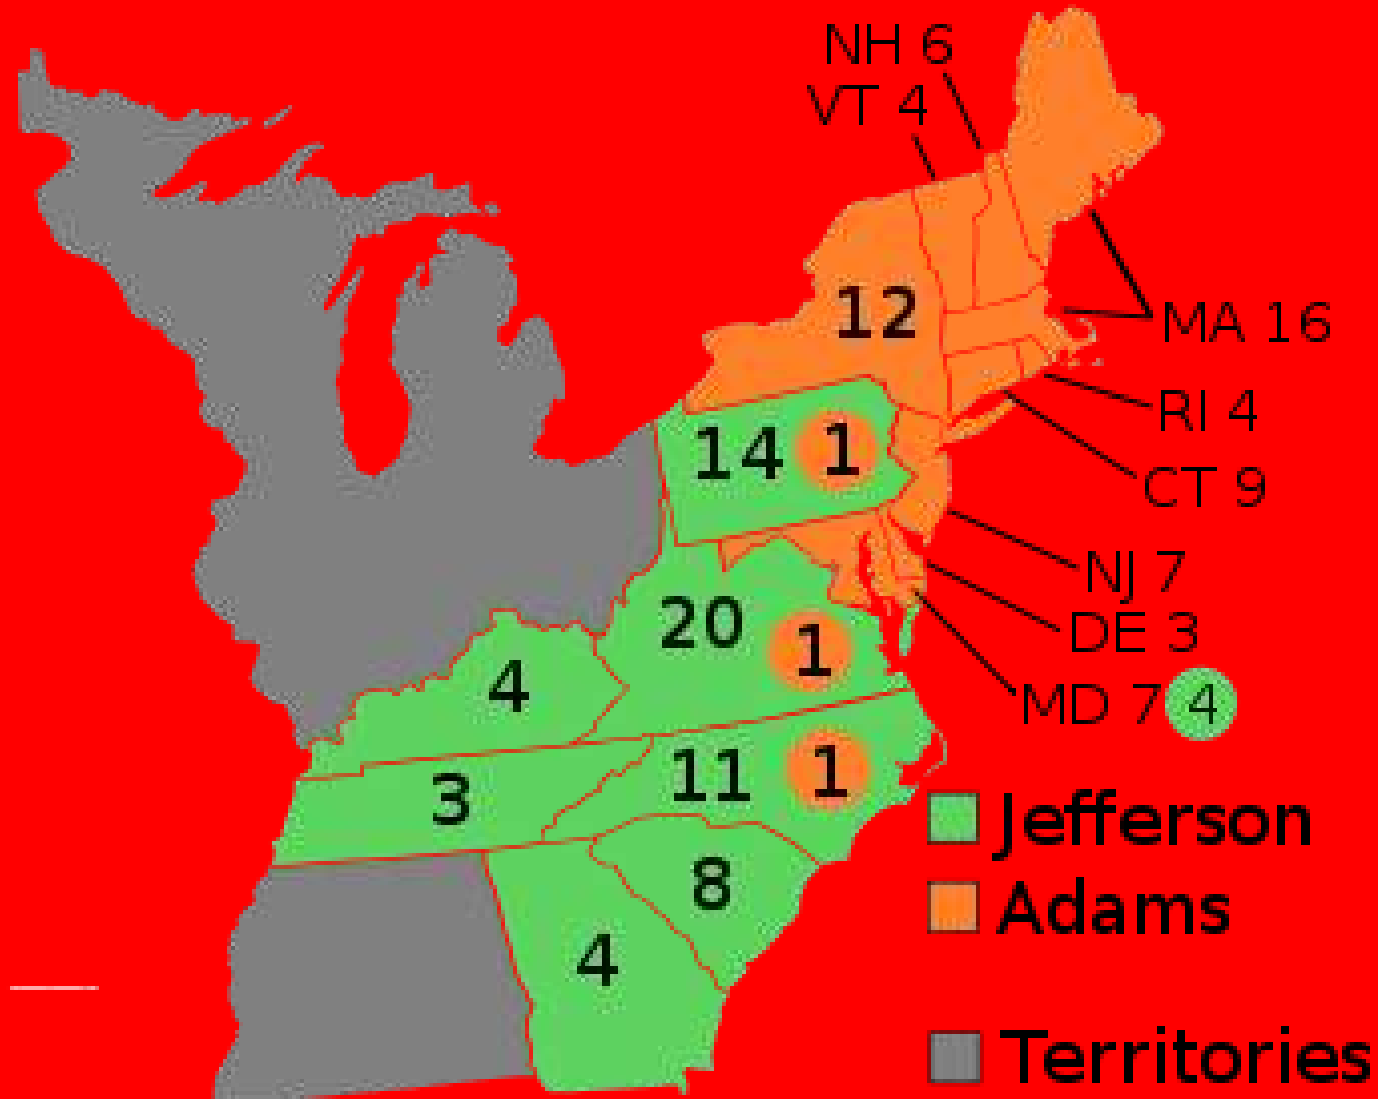 NH 6
VT 4
12
MA 16
RI 4
14 1
CT 9
NJ 7
20 1
DE 3
4
MD 7 4
11 1
3
Jefferson
8
Adams
4
Territories